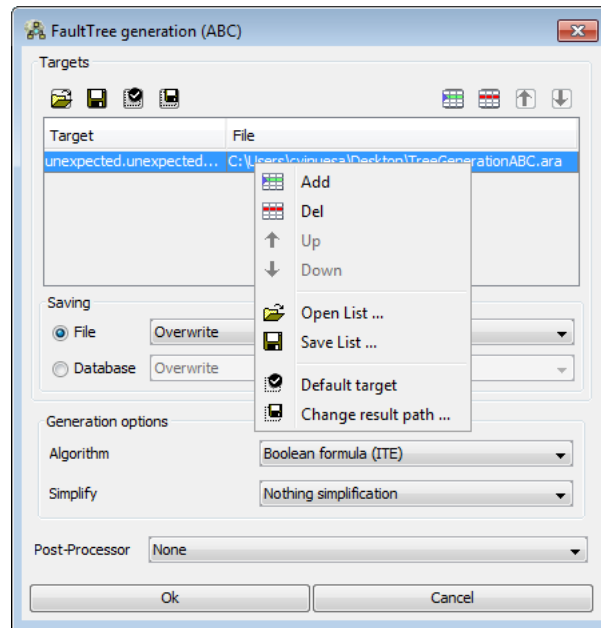 FaultTree generation (ABC)
Targets
Target File
unexpected.unexpected... C:\Users\cvinuesa\Desktop\TreeGenerationABC.ara
Add
Del
Up
Down
Open List ...
Save List ...
Default target
Change result path ...
Saving
File Overwrite
Database Overwrite
Generation options
Algorithm Boolean formula (ITE)
Simplify Nothing simplification
Post-Processor None
Ok Cancel